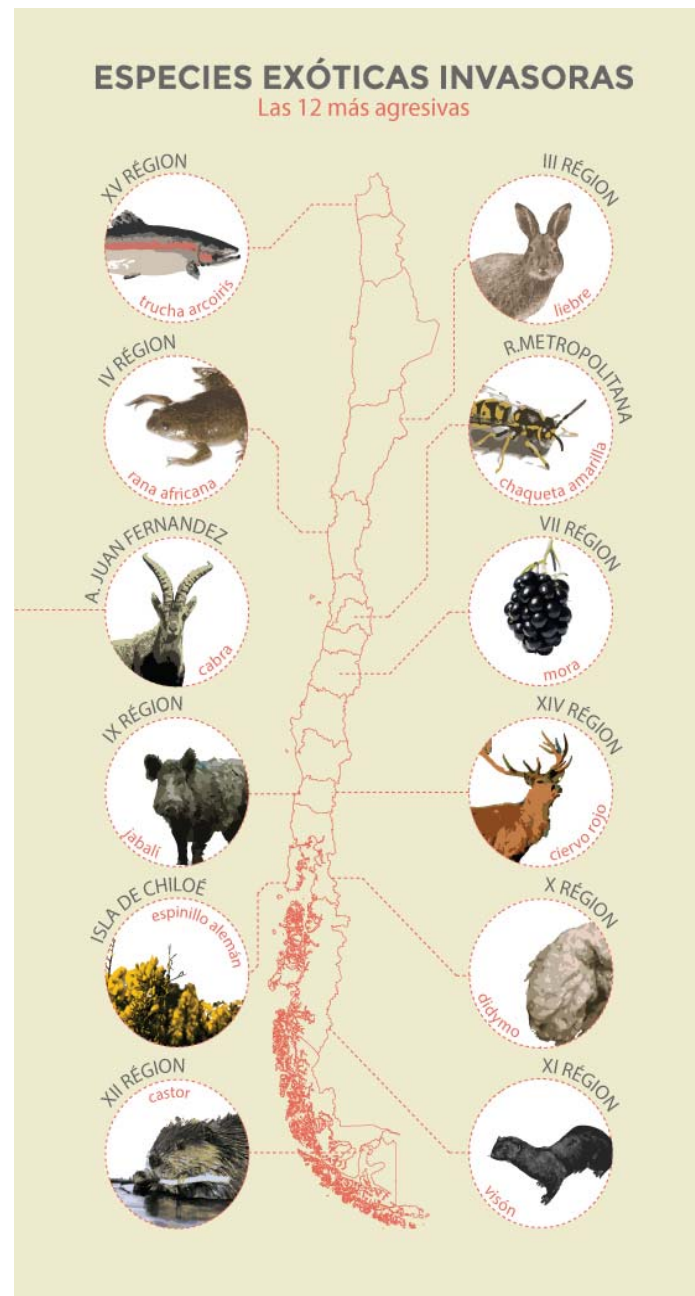 ESPECIES EXÓTICAS INVASORAS
Las 12 más agresivas
XV RÉGION
trucha arcoiris
III RÉGION
liebre
IV RÉGION
rana africana
R.METROPOLITANA
chaqueta amarilla
A. JUAN FERNANDEZ
cabra
VII RÉGION
mora
IX RÉGION
jabalí
XIV RÉGION
ciervo rojo
ISLA DE CHILOÉ
espinillo alemán
X RÉGION
didymo
XII RÉGION
castor
XI RÉGION
visón